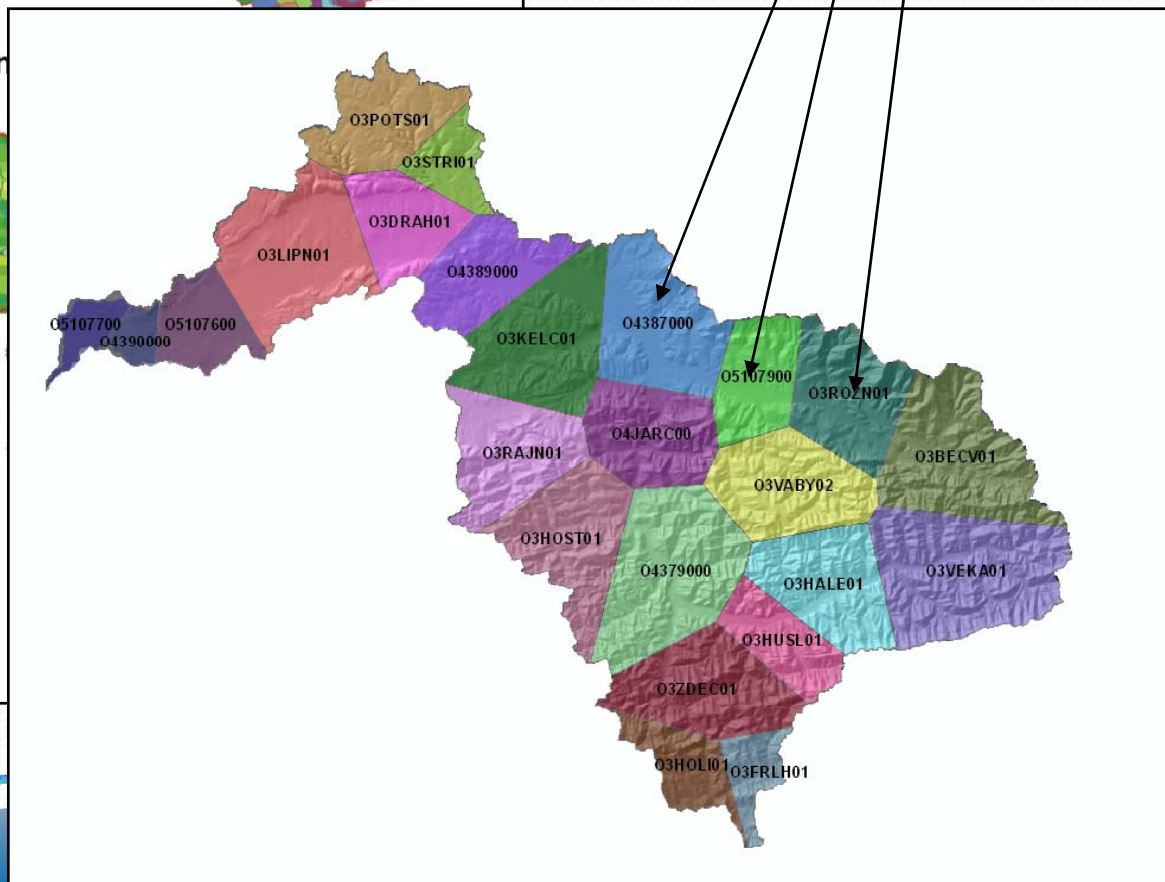 O3POTS01
O3STRI01
O3DRAH01
O3LIPN01
O4389000
O5107700
O4390000
O5107600
O4387000
O3KELC01
O5107900
O3ROZN01
O4JARC00
O3RAJN01
O3BECV01
O3VABY02
O3HOST01
O4379000
O3HALE01
O3VEKA01
O3HUSL01
O3ZDEC01
O3HOLI01
O3FRLH01